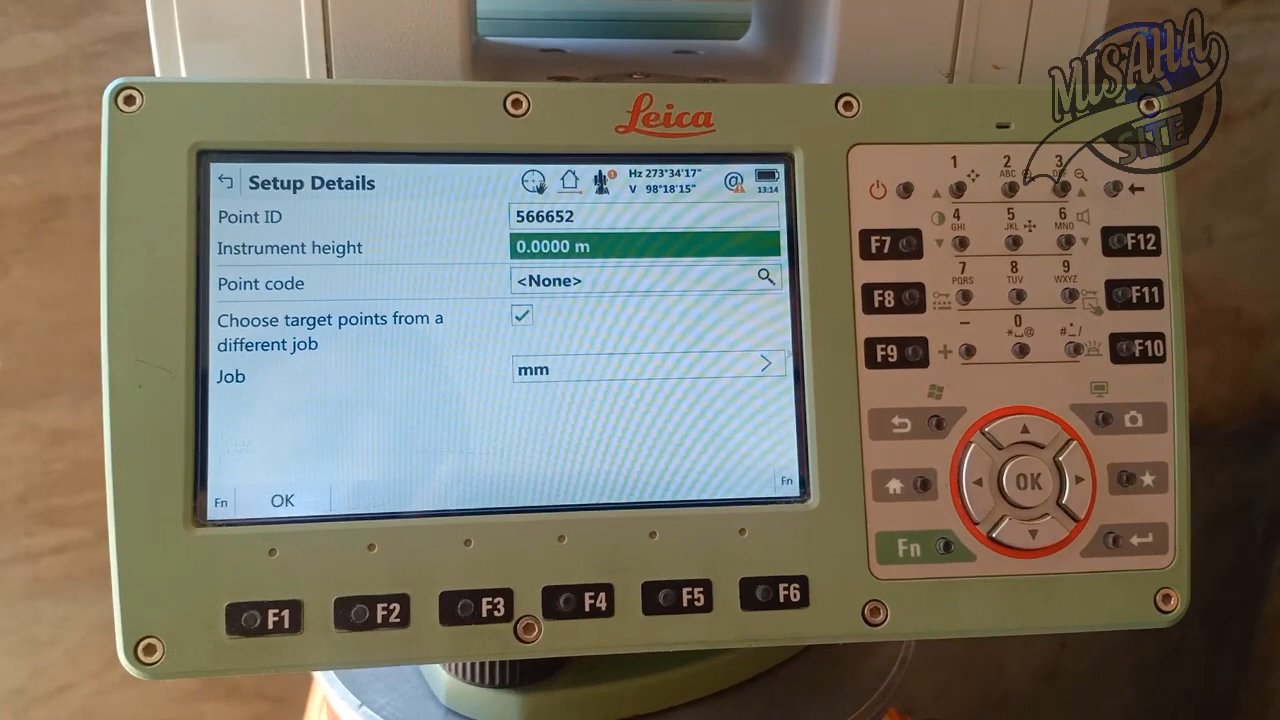 MISAHA
SITE
Leica
Setup Details
Hz 273°34'17"
V 98°18'15"
@
13:14
Point ID
566652
Instrument height
0.0000 m
Point code
<None>
Choose target points from a
different job
Job
mm
Fn
OK
Fn
F1
F2
F3
F4
F5
F6
1
2
ABC
3
DEF
4
GHI
5
JKL
6
MNO
7
PQRS
8
TUV
9
WXYZ
0
*⎵@
#*./
F7
F8
F9
F12
F11
F10
OK
Fn